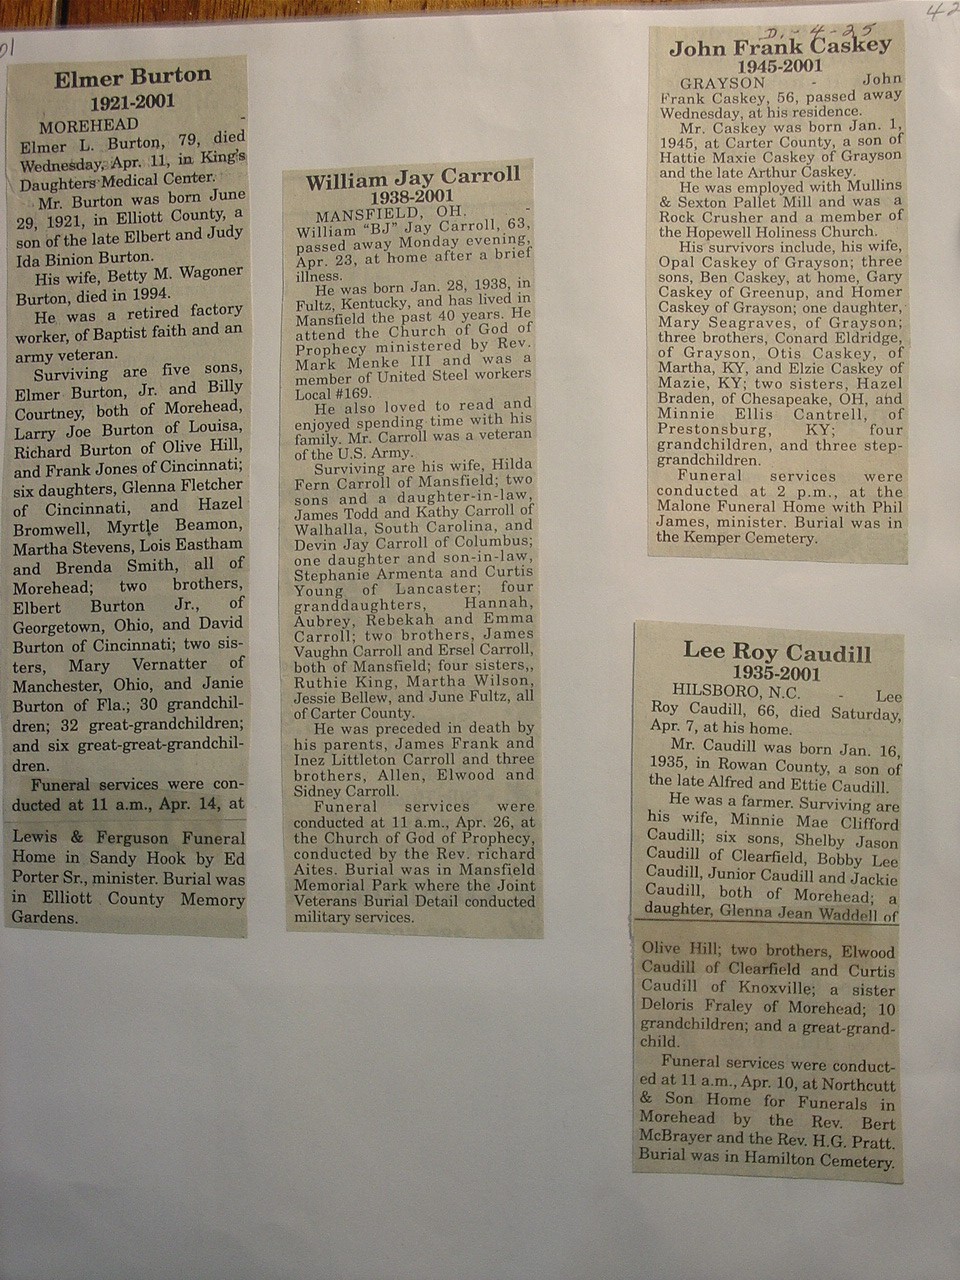 01
Elmer Burton
1921-2001
MOREHEAD -
Elmer L. Burton, 79, died
Wednesday, Apr. 11, in King's
Daughters Medical Center.
Mr. Burton was born June
29, 1921, in Elliott County, a
son of the late Elbert and Judy
Ida Binion Burton.
His wife, Betty M. Wagoner
Burton, died in 1994.
He was a retired factory
worker, of Baptist faith and an
army veteran.
Surviving are five sons,
Elmer Burton, Jr. and Billy
Courtney, both of Morehead,
Larry Joe Burton of Louisa,
Richard Burton of Olive Hill,
and Frank Jones of Cincinnati;
six daughters, Glenna Fletcher
of Cincinnati, and Hazel
Bromwell, Myrtle Beamon,
Martha Stevens, Lois Eastham
and Brenda Smith, all of
Morehead; two brothers,
Elbert Burton Jr., of
Georgetown, Ohio, and David
Burton of Cincinnati; two sis-
ters, Mary Vernatter of
Manchester, Ohio, and Janie
Burton of Fla.; 30 grandchil-
dren; 32 great-grandchildren;
and six great-great-grandchil-
dren.
Funeral services were con-
ducted at 11 a.m., Apr. 14, at
Lewis & Ferguson Funeral
Home in Sandy Hook by Ed
Porter Sr., minister. Burial was
in Elliott County Memory
Gardens.
William Jay Carroll
1938-2001
MANSFIELD, OH. -
William "BJ" Jay Carroll, 63,
passed away Monday evening,
Apr. 23, at home after a brief
illness.
He was born Jan. 28, 1938, in
Fultz, Kentucky, and has lived in
Mansfield the past 40 years. He
attend the Church of God of
Prophecy ministered by Rev.
Mark Menke III and was a
member of United Steel workers
Local #169.
He also loved to read and
enjoyed spending time with his
family. Mr. Carroll was a veteran
of the U.S. Army.
Surviving are his wife, Hilda
Fern Carroll of Mansfield; two
sons and a daughter-in-law,
James Todd and Kathy Carroll of
Walhalla, South Carolina, and
Devin Jay Carroll of Columbus;
one daughter and son-in-law,
Stephanie Armenta and Curtis
Young of Lancaster; four
granddaughters, Hannah,
Aubrey, Rebekah and Emma
Carroll; two brothers, James
Vaughn Carroll and Ersel Carroll,
both of Mansfield; four sisters,,
Ruthie King, Martha Wilson,
Jessie Bellew, and June Fultz, all
of Carter County.
He was preceded in death by
his parents, James Frank and
Inez Littleton Carroll and three
brothers, Allen, Elwood and
Sidney Carroll.
Funeral services were
conducted at 11 a.m., Apr. 26, at
the Church of God of Prophecy,
conducted by the Rev. richard
Aites. Burial was in Mansfield
Memorial Park where the Joint
Veterans Burial Detail conducted
military services.
42
D. - 4-25
John Frank Caskey
1945-2001
GRAYSON - John
Frank Caskey, 56, passed away
Wednesday, at his residence.
Mr. Caskey was born Jan. 1,
1945, at Carter County, a son of
Hattie Maxie Caskey of Grayson
and the late Arthur Caskey.
He was employed with Mullins
& Sexton Pallet Mill and was a
Rock Crusher and a member of
the Hopewell Holiness Church.
His survivors include, his wife,
Opal Caskey of Grayson; three
sons, Ben Caskey, at home, Gary
Caskey of Greenup, and Homer
Caskey of Grayson; one daughter,
Mary Seagraves, of Grayson;
three brothers, Conard Eldridge,
of Grayson, Otis Caskey, of
Martha, KY, and Elzie Caskey of
Mazie, KY; two sisters, Hazel
Braden, of Chesapeake, OH, and
Minnie Ellis Cantrell, of
Prestonsburg, KY; four
grandchildren, and three step-
grandchildren.
Funeral services were
conducted at 2 p.m., at the
Malone Funeral Home with Phil
James, minister. Burial was in
the Kemper Cemetery.
Lee Roy Caudill
1935-2001
HILSBORO, N.C. - Lee
Roy Caudill, 66, died Saturday,
Apr. 7, at his home.
Mr. Caudill was born Jan. 16,
1935, in Rowan County, a son of
the late Alfred and Ettie Caudill.
He was a farmer. Surviving are
his wife, Minnie Mae Clifford
Caudill; six sons, Shelby Jason
Caudill of Clearfield, Bobby Lee
Caudill, Junior Caudill and Jackie
Caudill, both of Morehead; a
daughter, Glenna Jean Waddell of
Olive Hill; two brothers, Elwood
Caudill of Clearfield and Curtis
Caudill of Knoxville; a sister
Deloris Fraley of Morehead; 10
grandchildren; and a great-grand-
child.
Funeral services were conduct-
ed at 11 a.m., Apr. 10, at Northcutt
& Son Home for Funerals in
Morehead by the Rev. Bert
McBrayer and the Rev. H.G. Pratt.
Burial was in Hamilton Cemetery.